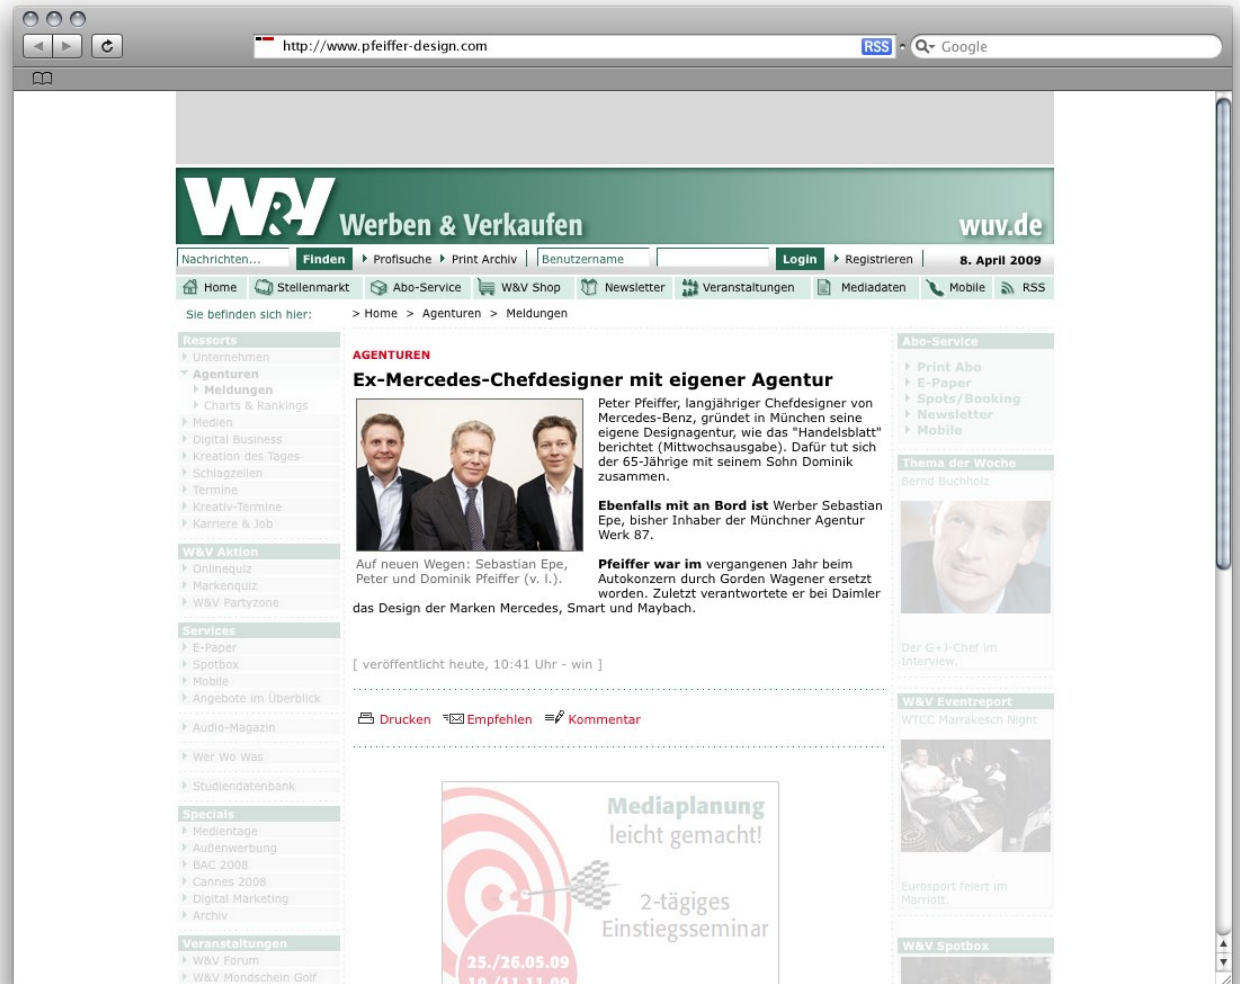 http://www.pfeiffer-design.com
RSS
Google
W&V Werben & Verkaufen
wuv.de
Nachrichten... Finden Profisuche Print Archiv Benutzername Login Registrieren 8. April 2009
Home Stellenmarkt Abo-Service W&V Shop Newsletter Veranstaltungen Mediadaten Mobile RSS
Sie befinden sich hier: > Home > Agenturen > Meldungen
Ressorts
Unternehmen
Agenturen
Meldungen
Charts & Rankings
Medien
Digital Business
Kreation des Tages
Schlagzeilen
Termine
Kreativ-Termine
Karriere & Job
W&V Aktion
Onlinequiz
Markenquiz
W&V Partyzone
Services
E-Paper
Spotbox
Mobile
Angebote im Überblick
Audio-Magazin
Wer Wo Was
Studiendatenbank
Specials
Medientage
Außenwerbung
BAC 2008
Cannes 2008
Digital Marketing
Archiv
Veranstaltungen
W&V Forum
W&V Mondschein Golf
AGENTUREN
Ex-Mercedes-Chefdesigner mit eigener Agentur
Peter Pfeiffer, langjähriger Chefdesigner von
Mercedes-Benz, gründet in München seine
eigene Designagentur, wie das "Handelsblatt"
berichtet (Mittwochsausgabe). Dafür tut sich
der 65-Jährige mit seinem Sohn Dominik
zusammen.
Ebenfalls mit an Bord ist Werber Sebastian
Epe, bisher Inhaber der Münchner Agentur
Werk 87.
Auf neuen Wegen: Sebastian Epe,
Peter und Dominik Pfeiffer (v. l.).
Pfeiffer war im vergangenen Jahr beim
Autokonzern durch Gorden Wagener ersetzt
worden. Zuletzt verantwortete er bei Daimler
das Design der Marken Mercedes, Smart und Maybach.
[ veröffentlicht heute, 10:41 Uhr - win ]
Drucken Empfehlen Kommentar
Mediaplanung
leicht gemacht!
2-tägiges
Einstiegsseminar
25./26.05.09
10./11.11.09
Abo-Service
Print Abo
E-Paper
Spots/Booking
Newsletter
Mobile
Thema der Woche
Bernd Buchholz
Der G+J-Chef im
Interview.
W&V Eventreport
WTCC Marrakesch Night
Eurosport feiert im
Marriott.
W&V Spotbox